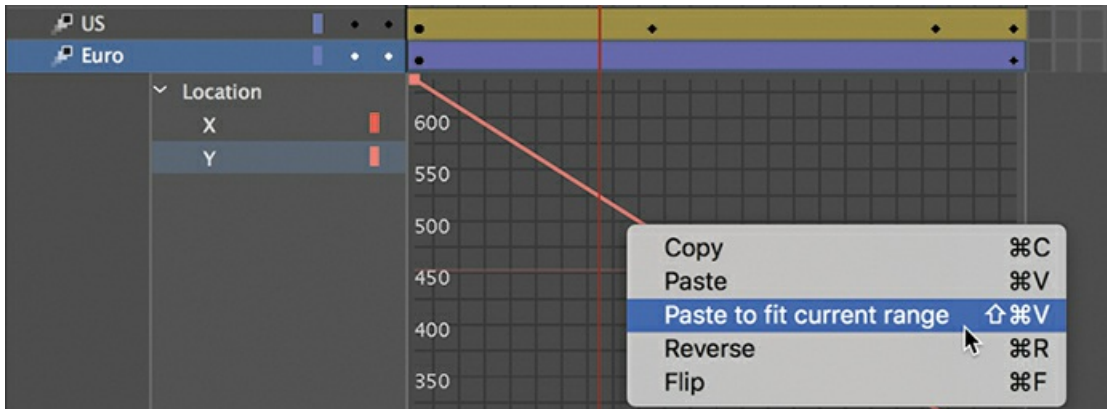 US
Euro
Location
X
600
Y
550
500
Copy ⌘C
450
Paste ⌘V
Paste to fit current range ⇧⌘V
400
Reverse ⌘R
350
Flip ⌘F